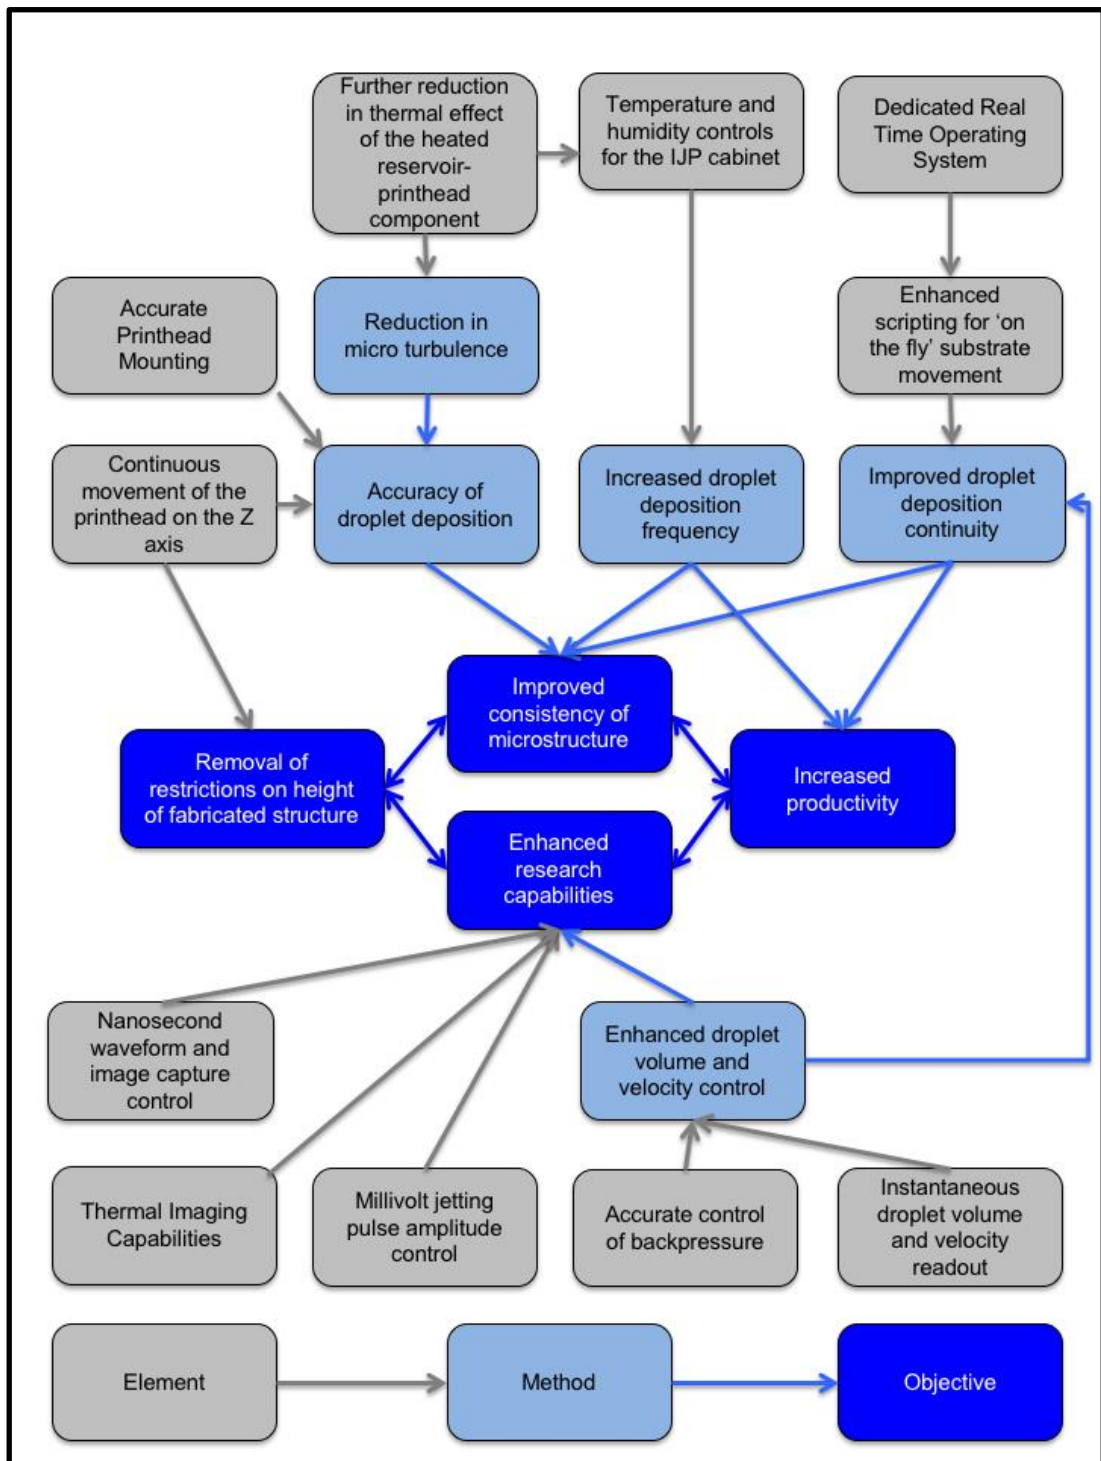 Further reduction
in thermal effect
of the heated
reservoir-
printhead
component
Temperature and
humidity controls
for the IJP cabinet
Dedicated Real
Time Operating
System
Accurate
Printhead
Mounting
Reduction in
micro turbulence
Enhanced
scripting for ‘on
the fly’ substrate
movement
Continuous
movement of the
printhead on the Z
axis
Accuracy of
droplet deposition
Increased droplet
deposition
frequency
Improved droplet
deposition
continuity
Improved
consistency of
microstructure
Removal of
restrictions on height
of fabricated structure
Increased
productivity
Enhanced
research
capabilities
Nanosecond
waveform and
image capture
control
Enhanced droplet
volume and
velocity control
Thermal Imaging
Capabilities
Millivolt jetting
pulse amplitude
control
Accurate control
of backpressure
Instantaneous
droplet volume
and velocity
readout
Element
Method
Objective